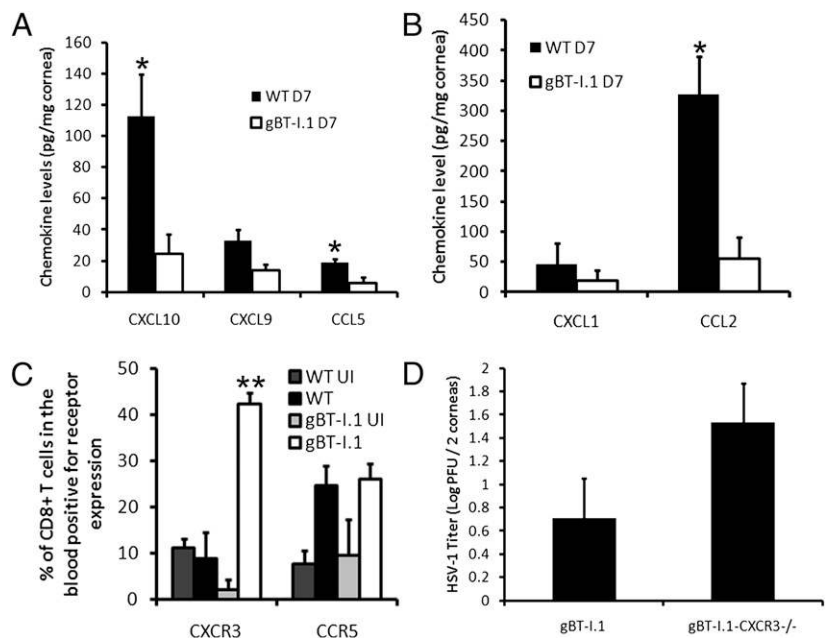 A
Chemokine levels (pg/mg cornea)
160
140
120
100
80
60
40
20
0
*
*
WT D7
gBT-I.1 D7
CXCL10
CXCL9
CCL5
B
Chemokine level (pg/mg cornea)
450
400
350
300
250
200
150
100
50
0
WT D7
gBT-I.1 D7
*
CXCL1
CCL2
C
% of CD8+ T cells in the
blood positive for receptor
expression
50
40
30
20
10
0
**
WT UI
WT
gBT-I.1 UI
gBT-I.1
CXCR3
CCR5
D
HSV-1 Titer (Log PFU / 2 corneas)
2
1.8
1.6
1.4
1.2
1
0.8
0.6
0.4
0.2
0
gBT-I.1
gBT-I.1-CXCR3-/-